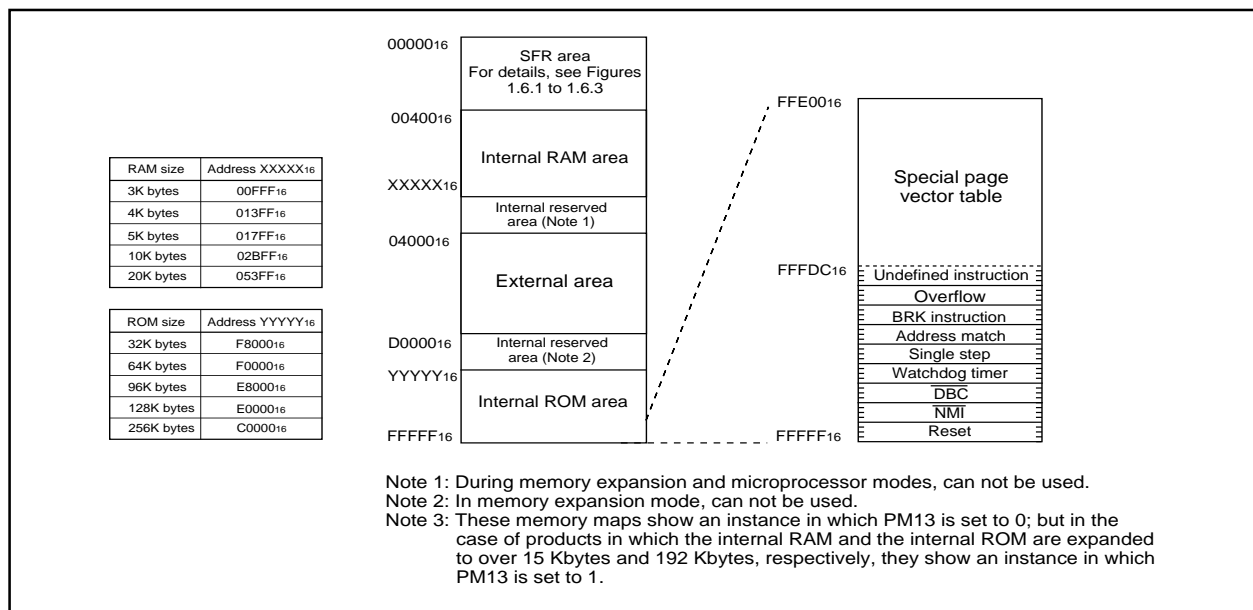 RAM size Address XXXXX16
3K bytes 00FFF16
4K bytes 013FF16
5K bytes 017FF16
10K bytes 02BFF16
20K bytes 053FF16
ROM size Address YYYYY16
32K bytes F800016
64K bytes F000016
96K bytes E800016
128K bytes E000016
256K bytes C000016
0000016
SFR area
For details, see Figures
1.6.1 to 1.6.3
0040016
Internal RAM area
XXXXX16
Internal reserved
area (Note 1)
0400016
External area
D000016
Internal reserved
area (Note 2)
YYYYY16
Internal ROM area
FFFFF16
FFE0016
Special page
vector table
FFFDC16
Undefined instruction
Overflow
BRK instruction
Address match
Single step
Watchdog timer
DBC
NMI
Reset
FFFFF16
Note 1: During memory expansion and microprocessor modes, can not be used.
Note 2: In memory expansion mode, can not be used.
Note 3: These memory maps show an instance in which PM13 is set to 0; but in the
case of products in which the internal RAM and the internal ROM are expanded
to over 15 Kbytes and 192 Kbytes, respectively, they show an instance in which
PM13 is set to 1.